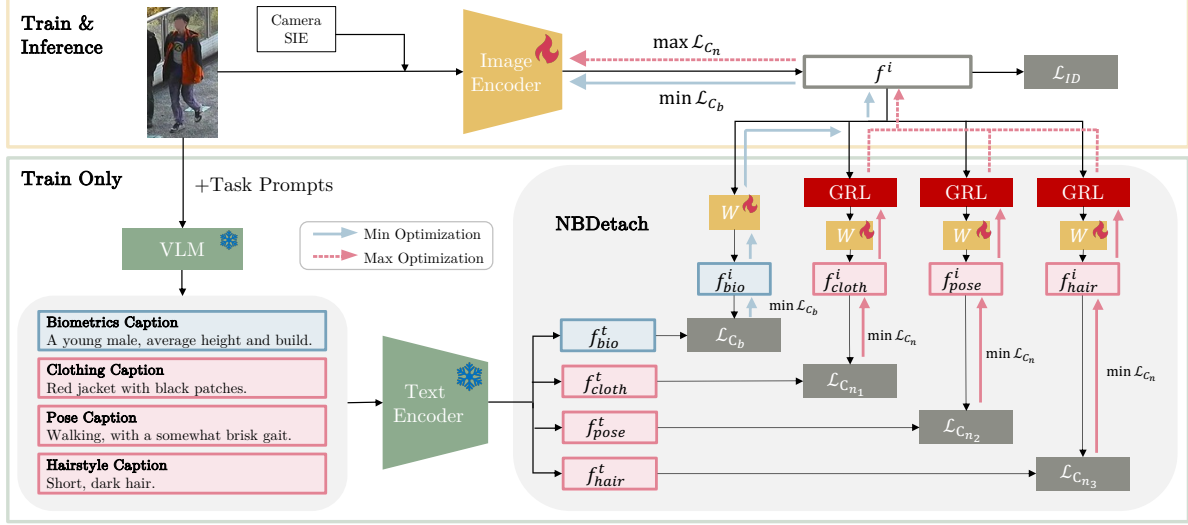 Train &
Inference
Camera
SIE
Image
Encoder
max ℒ_{C_n}
min ℒ_{C_b}
f^i
ℒ_{ID}
Train Only
+Task Prompts
VLM
Min Optimization
Max Optimization
NBDetach
GRL
GRL
GRL
W
W
W
W
f^i_{bio}
f^i_{cloth}
f^i_{pose}
f^i_{hair}
min ℒ_{C_b}
min ℒ_{C_n}
min ℒ_{C_n}
min ℒ_{C_n}
Biometrics Caption
A young male, average height and build.
Clothing Caption
Red jacket with black patches.
Pose Caption
Walking, with a somewhat brisk gait.
Hairstyle Caption
Short, dark hair.
Text
Encoder
f^t_{bio}
f^t_{cloth}
f^t_{pose}
f^t_{hair}
ℒ_{C_b}
ℒ_{C_{n_1}}
ℒ_{C_{n_2}}
ℒ_{C_{n_3}}